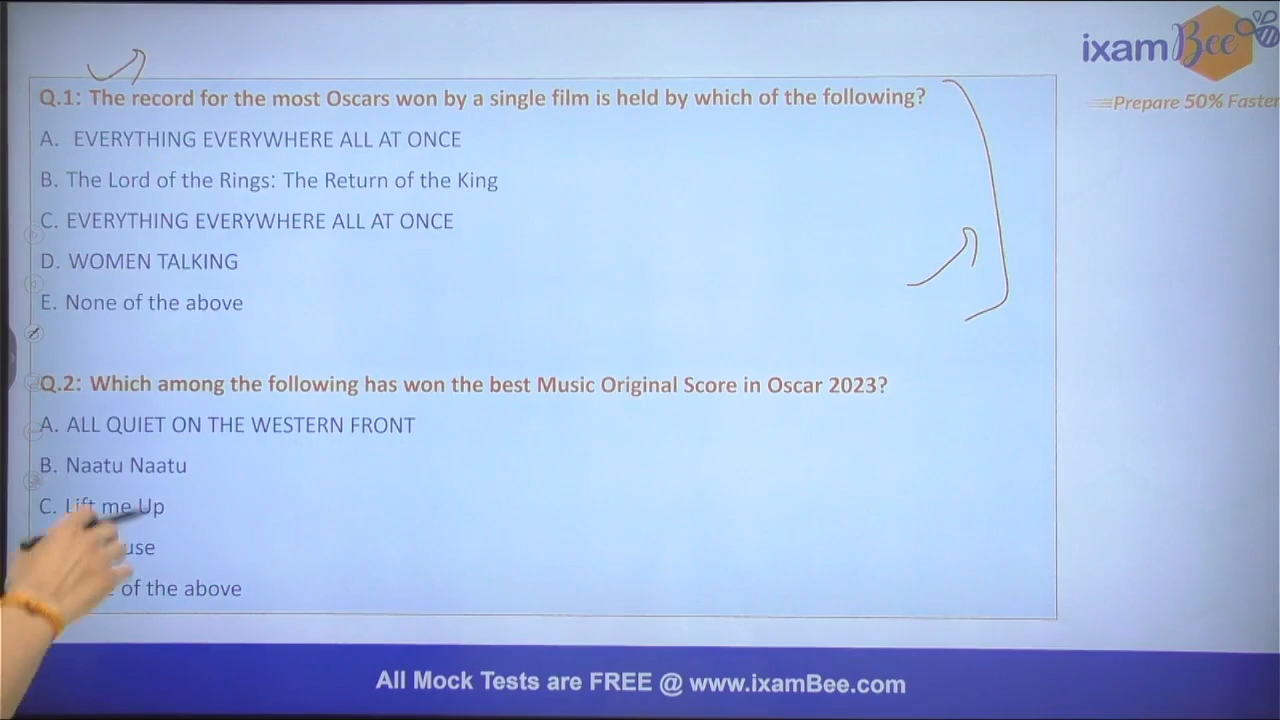 ixamBee
Prepare 50% Faster
Q.1: The record for the most Oscars won by a single film is held by which of the following?
A. EVERYTHING EVERYWHERE ALL AT ONCE
B. The Lord of the Rings: The Return of the King
C. EVERYTHING EVERYWHERE ALL AT ONCE
D. WOMEN TALKING
E. None of the above
Q.2: Which among the following has won the best Music Original Score in Oscar 2023?
A. ALL QUIET ON THE WESTERN FRONT
B. Naatu Naatu
C. Lift me Up
of the above
All Mock Tests are FREE @ www.ixamBee.com